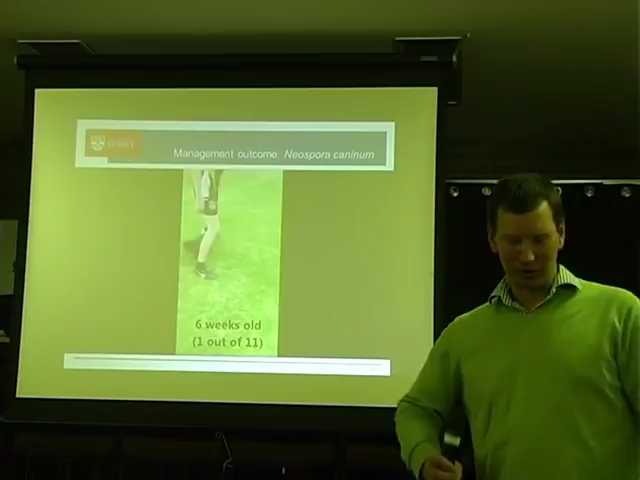 Management outcome: Neospora caninum
6 weeks old
(1 out of 11)